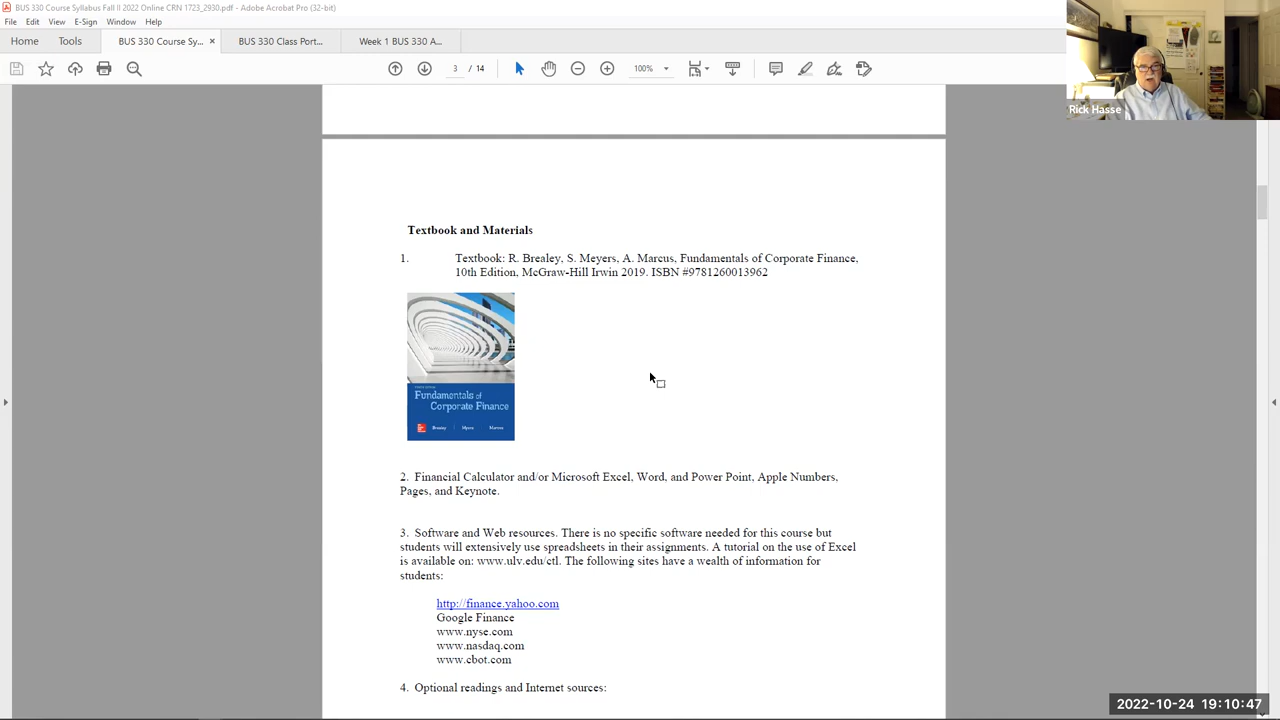 BUS 330 Course Syllabus Fall II 2022 Online CRN 1723_2930.pdf - Adobe Acrobat Pro (32-bit)
File Edit View E-Sign Window Help
Home Tools BUS 330 Course Sy... × BUS 330 Class Port... Week 1 BUS 330 A...
3 / 14 100%
Rick Hasse
Textbook and Materials
1. Textbook: R. Brealey, S. Meyers, A. Marcus, Fundamentals of Corporate Finance,
10th Edition, McGraw-Hill Irwin 2019. ISBN #9781260013962
Fundamentals of
Corporate Finance
Brealey Myers Marcus
2. Financial Calculator and/or Microsoft Excel, Word, and Power Point, Apple Numbers,
Pages, and Keynote.
3. Software and Web resources. There is no specific software needed for this course but
students will extensively use spreadsheets in their assignments. A tutorial on the use of Excel
is available on: www.ulv.edu/ctl. The following sites have a wealth of information for
students:
http://finance.yahoo.com
Google Finance
www.nyse.com
www.nasdaq.com
www.cbot.com
4. Optional readings and Internet sources:
2022-10-24 19:10:47